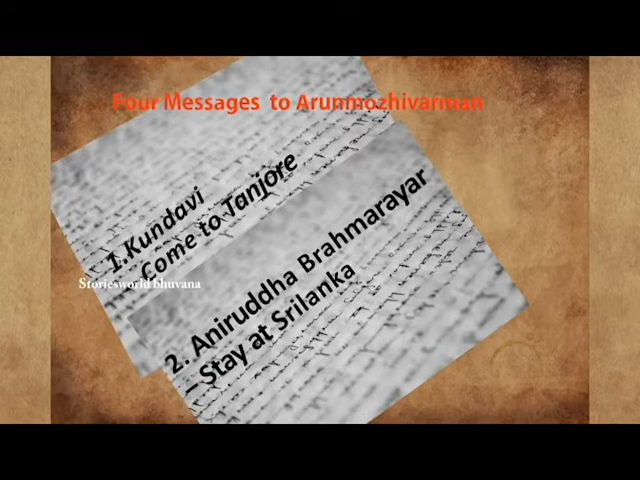 Four Messages to Arunmozhivarman
1.Kundavi
Come to Tanjore
Storiesworld bhuvana
2. Aniruddha Brahmarayar
– Stay at Srilanka